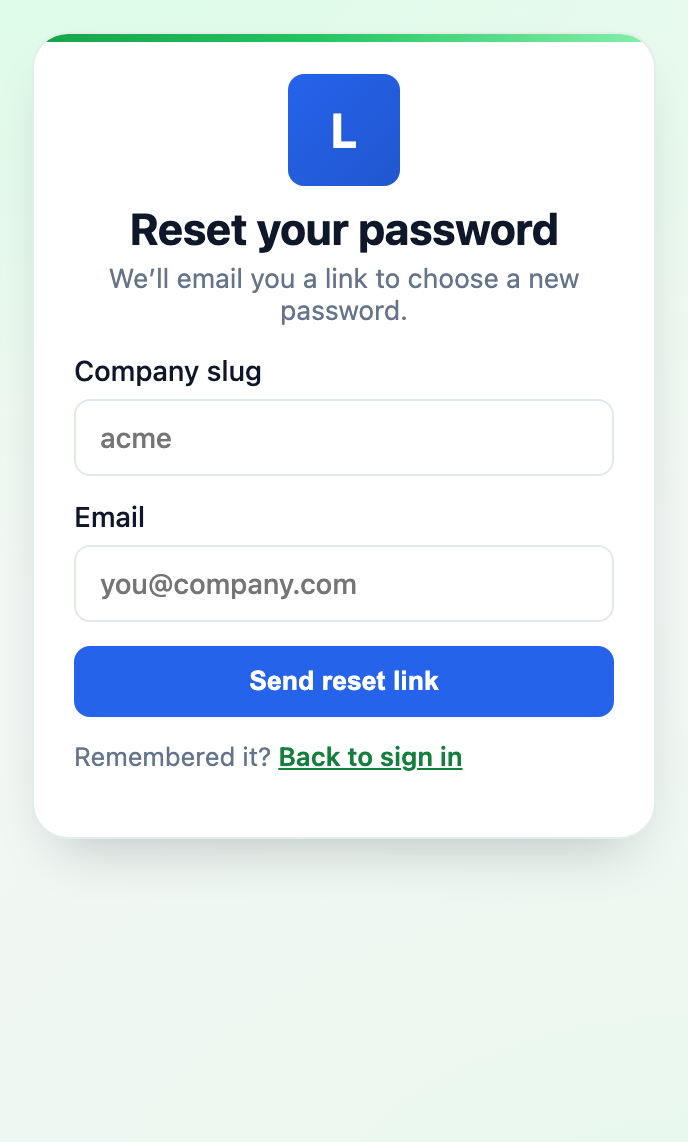 L
Reset your password
We’ll email you a link to choose a new
password.
Company slug
acme
Email
you@company.com
Send reset link
Remembered it? Back to sign in